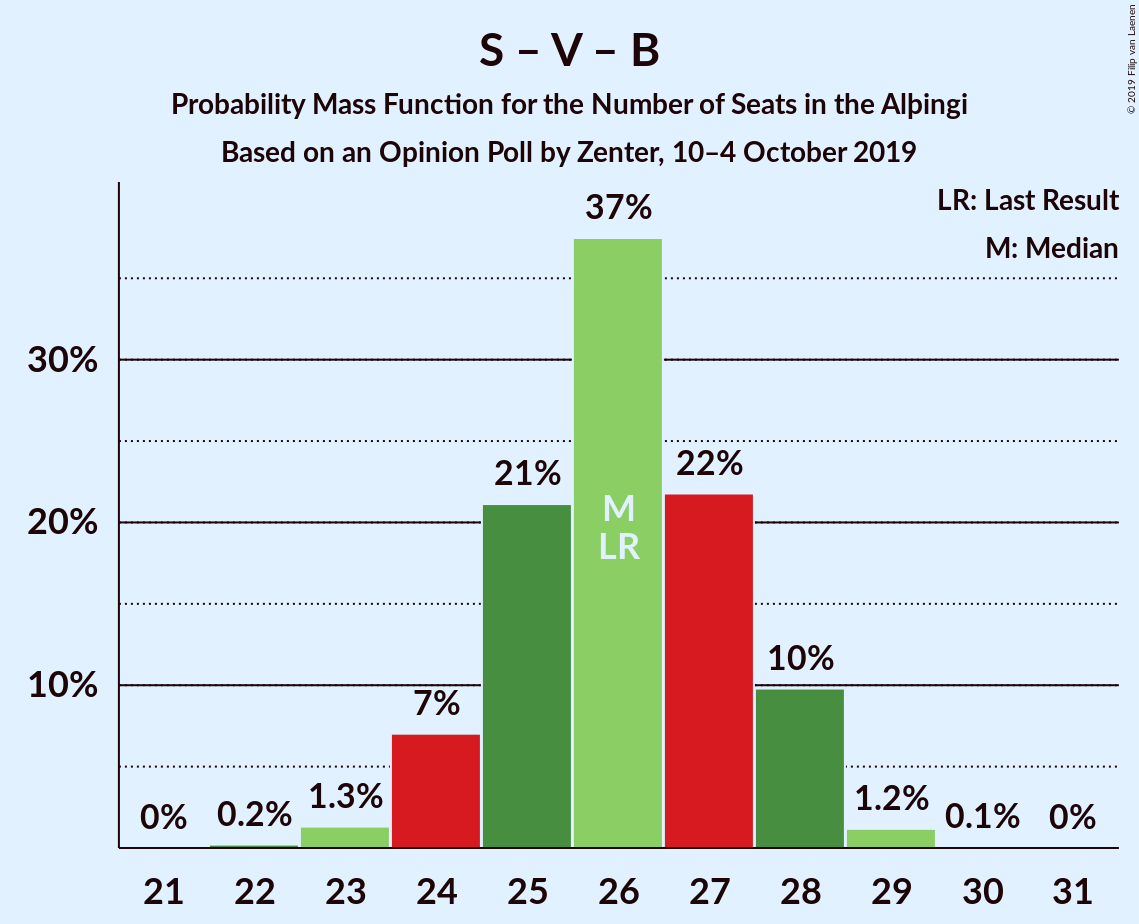 S – V – B
Probability Mass Function for the Number of Seats in the Alþingi
Based on an Opinion Poll by Zenter, 10–4 October 2019
© 2019 Filip van Laenen
LR: Last Result
M: Median
37%
30%
22%
21%
M
20%
LR
10%
10%
7%
1.3%
1.2%
0%
0.2%
0.1%
0%
21 22 23 24 25 26 27 28 29 30 31